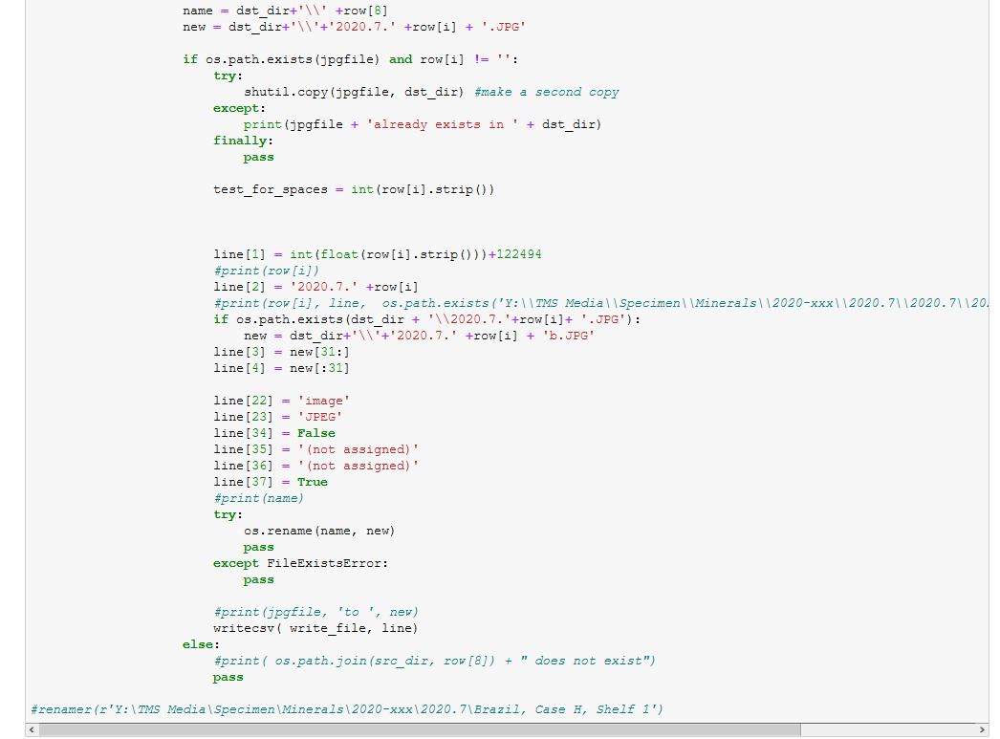 name = dst_dir+'\\' +row[8]
new = dst_dir+'\\'+'2020.7.' +row[i] + '.JPG'
if os.path.exists(jpgfile) and row[i] != '':
try:
shutil.copy(jpgfile, dst_dir) #make a second copy
except:
print(jpgfile + 'already exists in ' + dst_dir)
finally:
pass
test_for_spaces = int(row[i].strip())
line[1] = int(float(row[i].strip()))+122494
#print(row[i])
line[2] = '2020.7.' +row[i]
#print(row[i], line,  os.path.exists('Y:\\TMS Media\\Specimen\\Minerals\\2020-xxx\\2020.7\\2020.7\\20
if os.path.exists(dst_dir + '\\2020.7.'+row[i]+ '.JPG'):
new = dst_dir+'\\'+'2020.7.' +row[i] + 'b.JPG'
line[3] = new[31:]
line[4] = new[:31]
line[22] = 'image'
line[23] = 'JPEG'
line[34] = False
line[35] = '(not assigned)'
line[36] = '(not assigned)'
line[37] = True
#print(name)
try:
os.rename(name, new)
pass
except FileExistsError:
pass
#print(jpgfile, 'to ', new)
writecsv( write_file, line)
else:
#print( os.path.join(src_dir, row[8]) + " does not exist")
pass
#renamer(r'Y:\TMS Media\Specimen\Minerals\2020-xxx\2020.7\Brazil, Case H, Shelf 1')